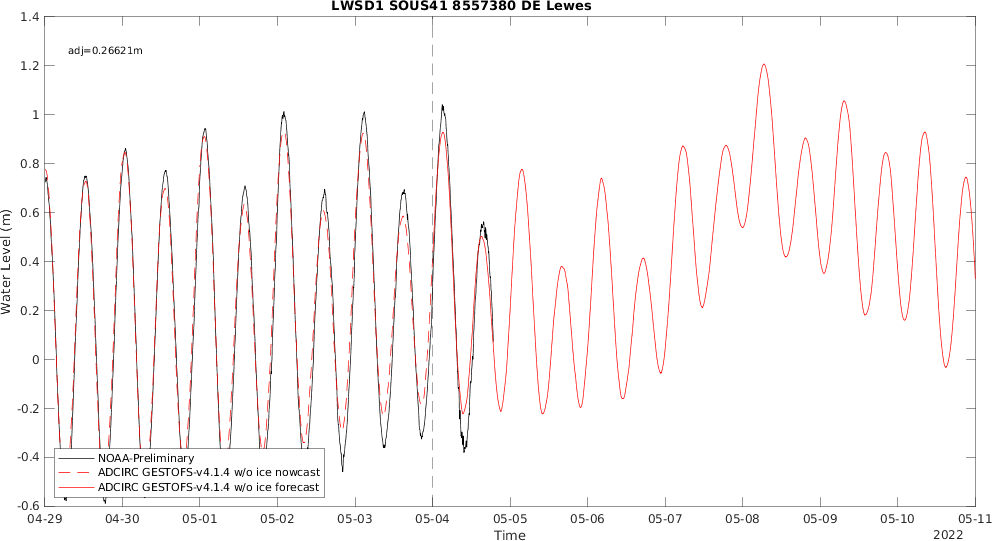 LWSD1 SOUS41 8557380 DE Lewes
adj=0.26621m
Water Level (m)
1.4
1.2
1
0.8
0.6
0.4
0.2
0
-0.2
-0.4
-0.6
NOAA-Preliminary
ADCIRC GESTOFS-v4.1.4 w/o ice nowcast
ADCIRC GESTOFS-v4.1.4 w/o ice forecast
04-29 04-30 05-01 05-02 05-03 05-04 05-05 05-06 05-07 05-08 05-09 05-10 05-11
Time
2022